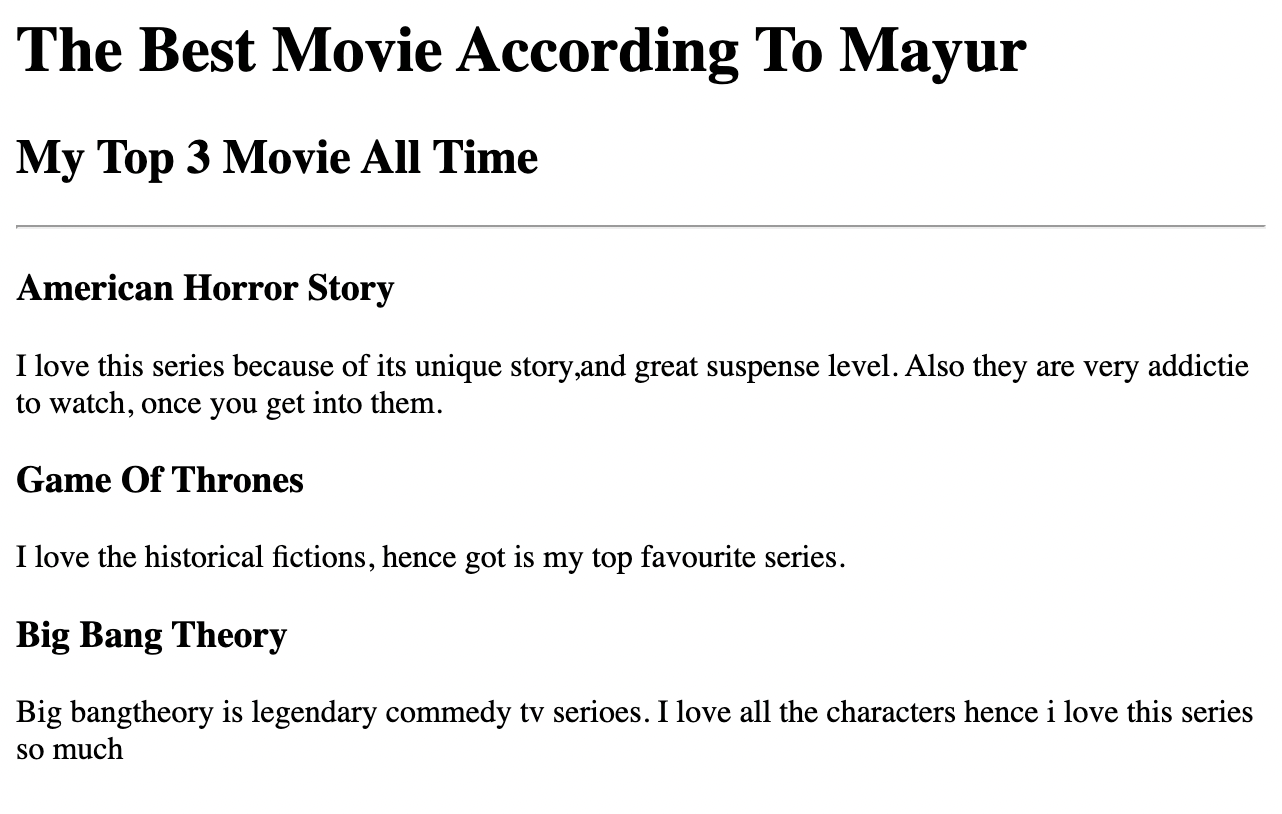 The Best Movie According To Mayur
My Top 3 Movie All Time
American Horror Story
I love this series because of its unique story,and great suspense level. Also they are very addictie
to watch, once you get into them.
Game Of Thrones
I love the historical fictions, hence got is my top favourite series.
Big Bang Theory
Big bangtheory is legendary commedy tv serioes. I love all the characters hence i love this series
so much